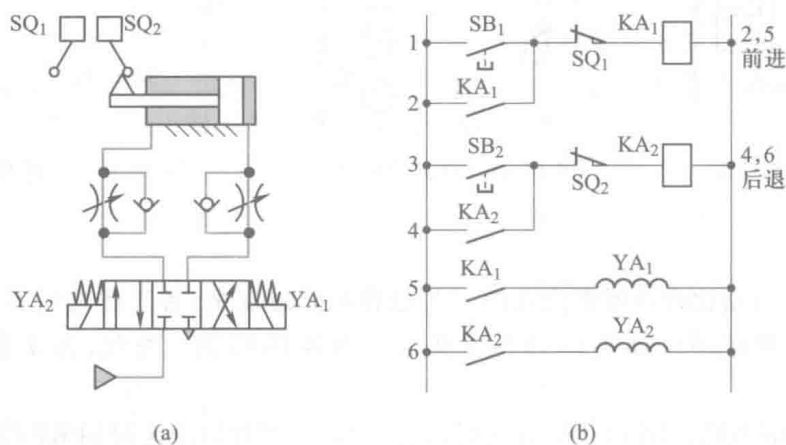 SQ₁ SQ₂
YA₂ YA₁
(a)
1 SB₁ SQ₁ KA₁ 2,5
前进
2 KA₁
3 SB₂ SQ₂ KA₂ 4,6
后退
4 KA₂
5 KA₁ YA₁
6 KA₂ YA₂
(b)